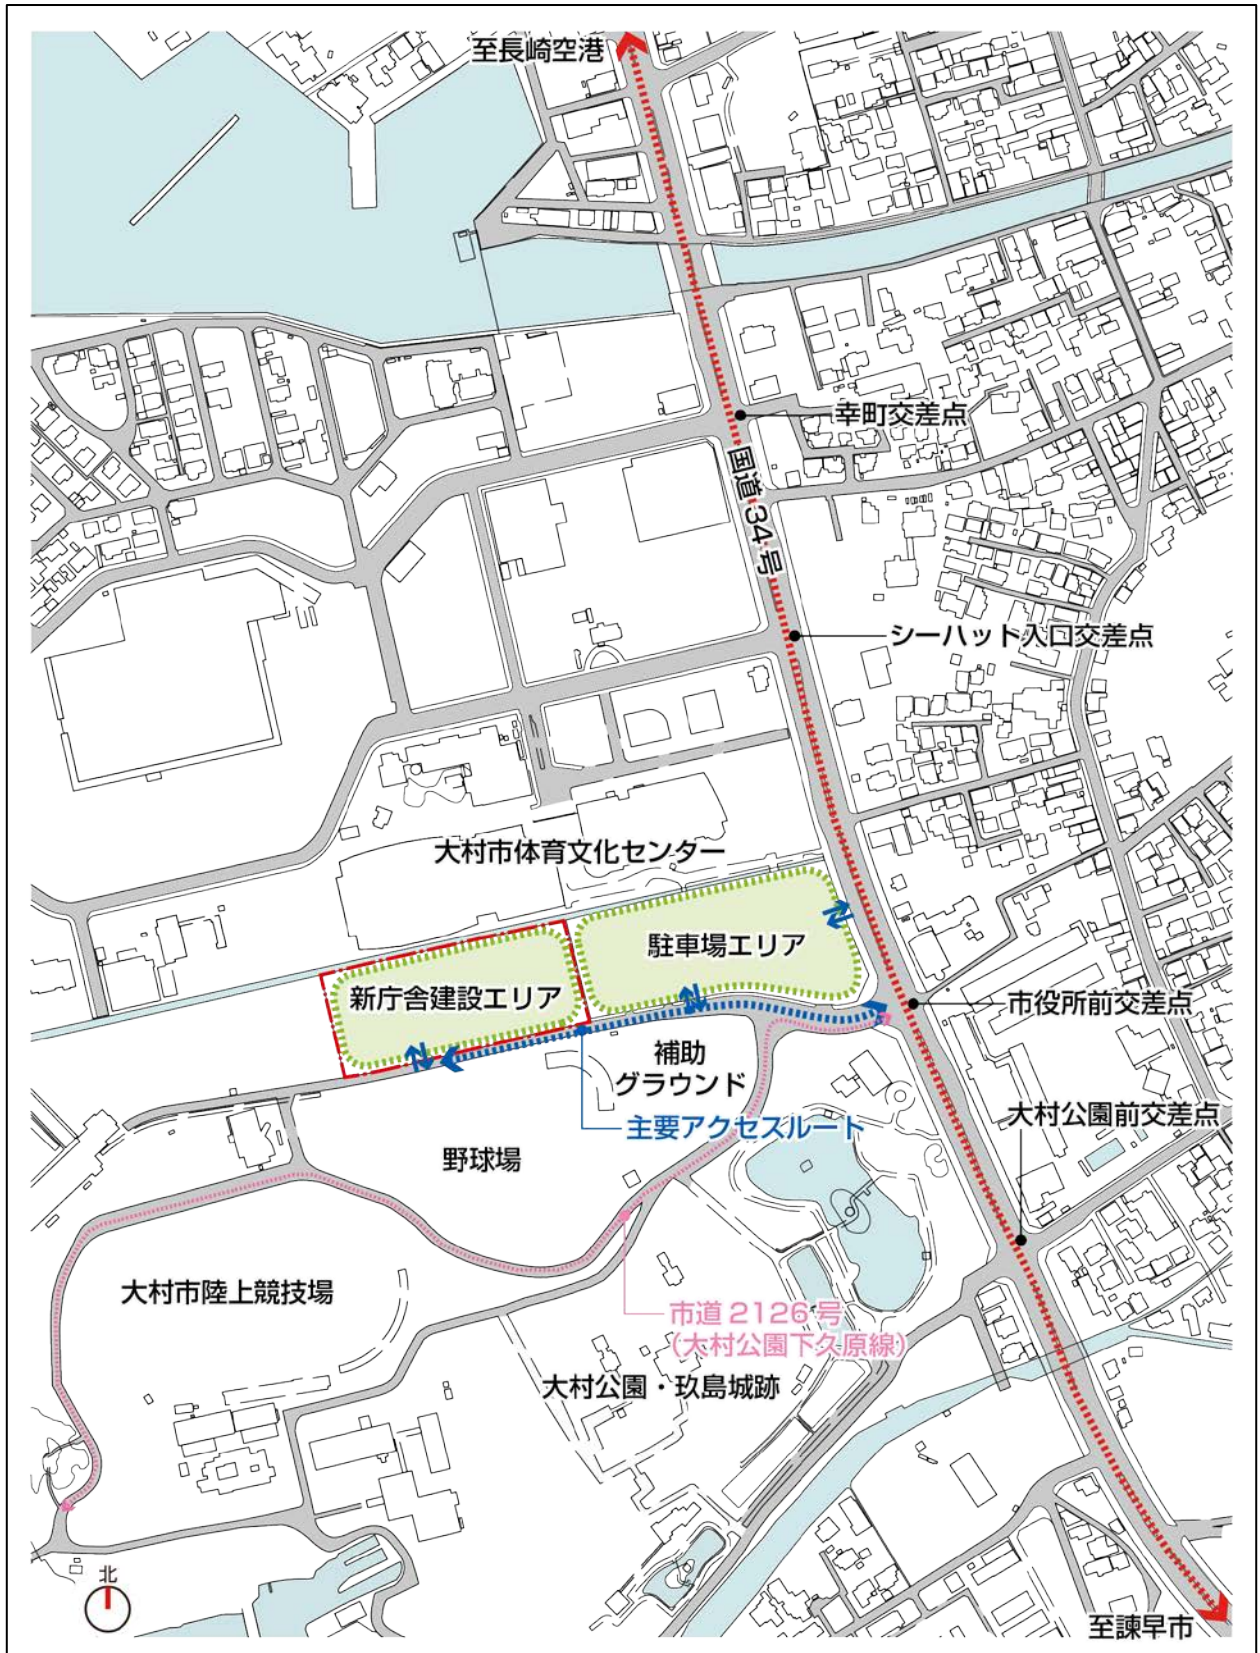 至長崎空港
幸町交差点
国道34号
シーハット入口交差点
大村市体育文化センター
駐車場エリア
新庁舎建設エリア
市役所前交差点
補助
グラウンド
主要アクセスルート
大村公園前交差点
野球場
大村市陸上競技場
市道2126号
(大村公園下久原線)
大村公園・玖島城跡
北
至諫早市